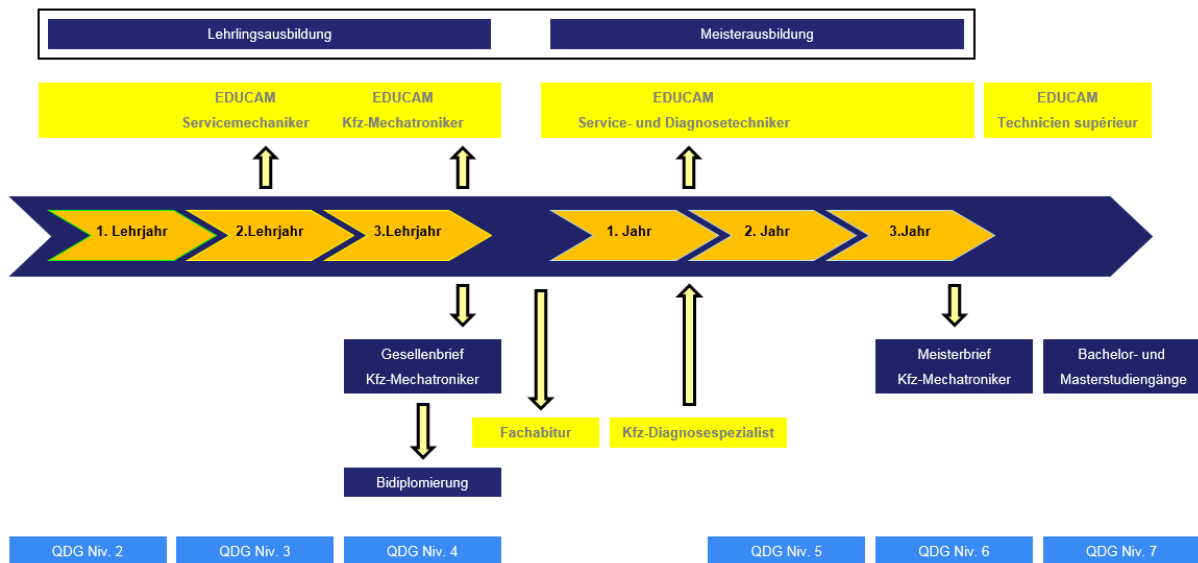 Lehrlingsausbildung
Meisterausbildung
EDUCAM
Servicemechaniker
EDUCAM
Kfz-Mechatroniker
EDUCAM
Service- und Diagnosetechniker
EDUCAM
Technicien supérieur
1. Lehrjahr
2.Lehrjahr
3.Lehrjahr
1. Jahr
2. Jahr
3.Jahr
Gesellenbrief
Kfz-Mechatroniker
Meisterbrief
Kfz-Mechatroniker
Bachelor- und
Masterstudiengänge
Fachabitur
Kfz-Diagnosespezialist
Bidiplomierung
QDG Niv. 2
QDG Niv. 3
QDG Niv. 4
QDG Niv. 5
QDG Niv. 6
QDG Niv. 7